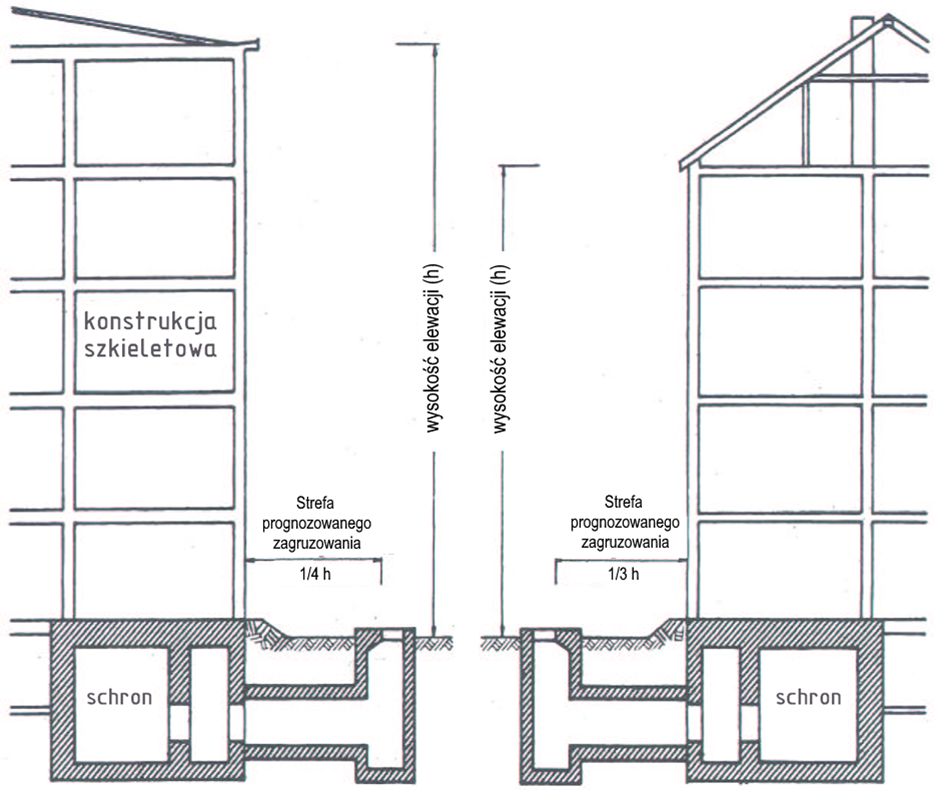 konstrukcja
szkieletowa
wysokość elewacji (h)
wysokość elewacji (h)
Strefa
prognozowanego
zagruzowania
1/4 h
Strefa
prognozowanego
zagruzowania
1/3 h
schron
schron